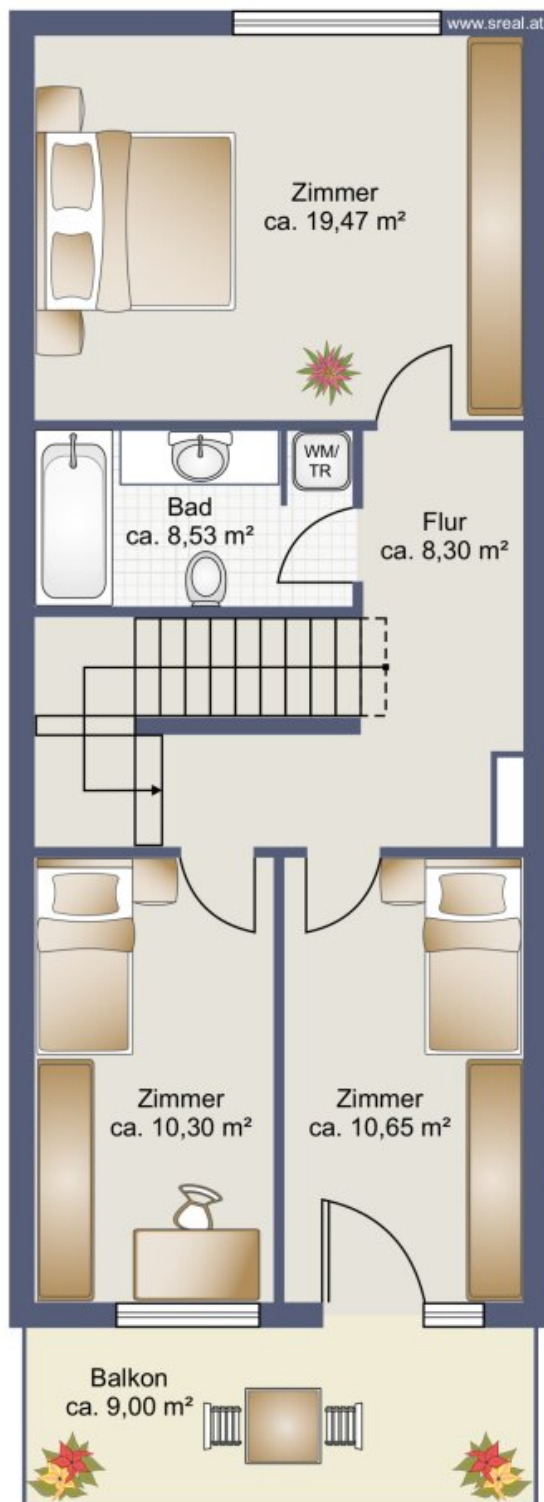 www.sreal.at
Zimmer
ca. 19,47 m²
WM/
TR
Bad
ca. 8,53 m²
Flur
ca. 8,30 m²
Zimmer
ca. 10,30 m²
Zimmer
ca. 10,65 m²
Balkon
ca. 9,00 m²